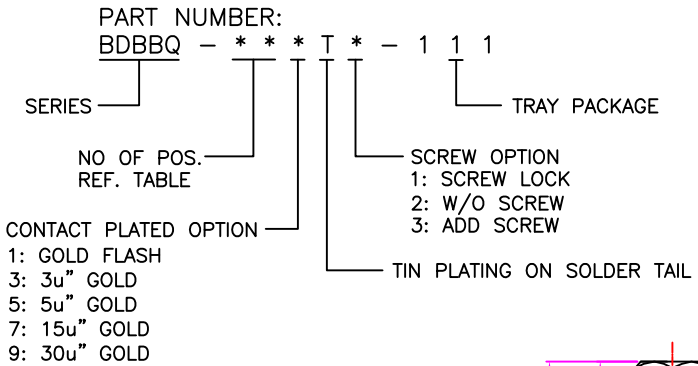 PART NUMBER:
BDBBQ - * * * T * - 1 1 1
SERIES
TRAY PACKAGE
NO OF POS.
REF. TABLE
SCREW OPTION
1: SCREW LOCK
2: W/O SCREW
3: ADD SCREW
CONTACT PLATED OPTION
1: GOLD FLASH
3: 3u” GOLD
5: 5u” GOLD
7: 15u” GOLD
9: 30u” GOLD
TIN PLATING ON SOLDER TAIL